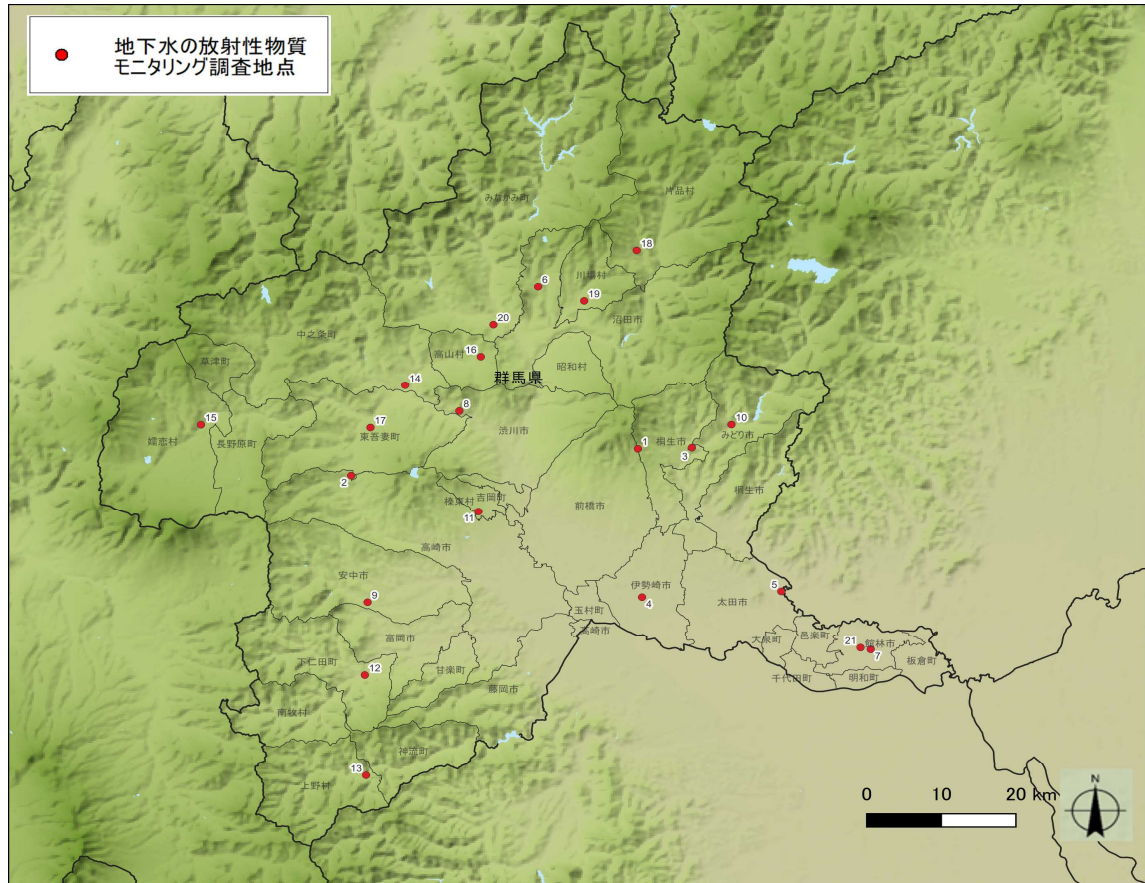 地下水の放射性物質
モニタリング調査地点
みなかみ町
片品村
18
6
川場村
19
20
沼田市
中之条町
16
高山村
昭和村
草津町
群馬県
14
8
15
17
10
嬬恋村
長野原町
東吾妻町
渋川市
1
桐生市
3
みどり市
2
桐生市
榛東村
吉岡町
11
前橋市
高崎市
安中市
9
伊勢崎市
4
5
太田市
玉村町
高崎市
富岡市
大泉町
邑楽町
21
館林市
7
板倉町
下仁田町
12
甘楽町
千代田町
明和町
藤岡市
南牧村
神流町
13
上野村
N
0
10
20 km